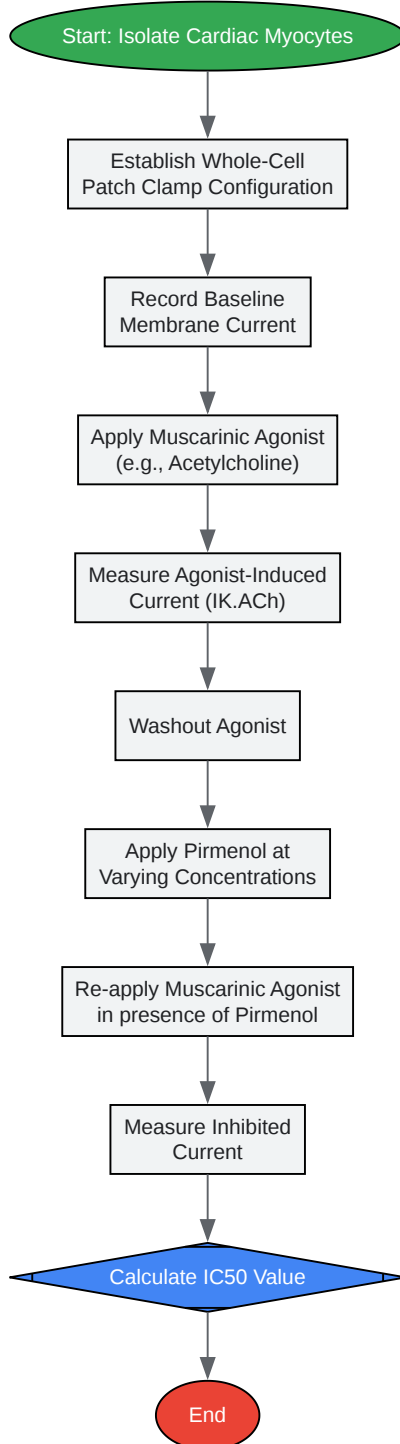 Start: Isolate Cardiac Myocytes
Establish Whole-Cell
Patch Clamp Configuration
Record Baseline
Membrane Current
Apply Muscarinic Agonist
(e.g., Acetylcholine)
Measure Agonist-Induced
Current (IK.ACh)
Washout Agonist
Apply Pirmenol at
Varying Concentrations
Re-apply Muscarinic Agonist
in presence of Pirmenol
Measure Inhibited
Current
Calculate IC50 Value
End